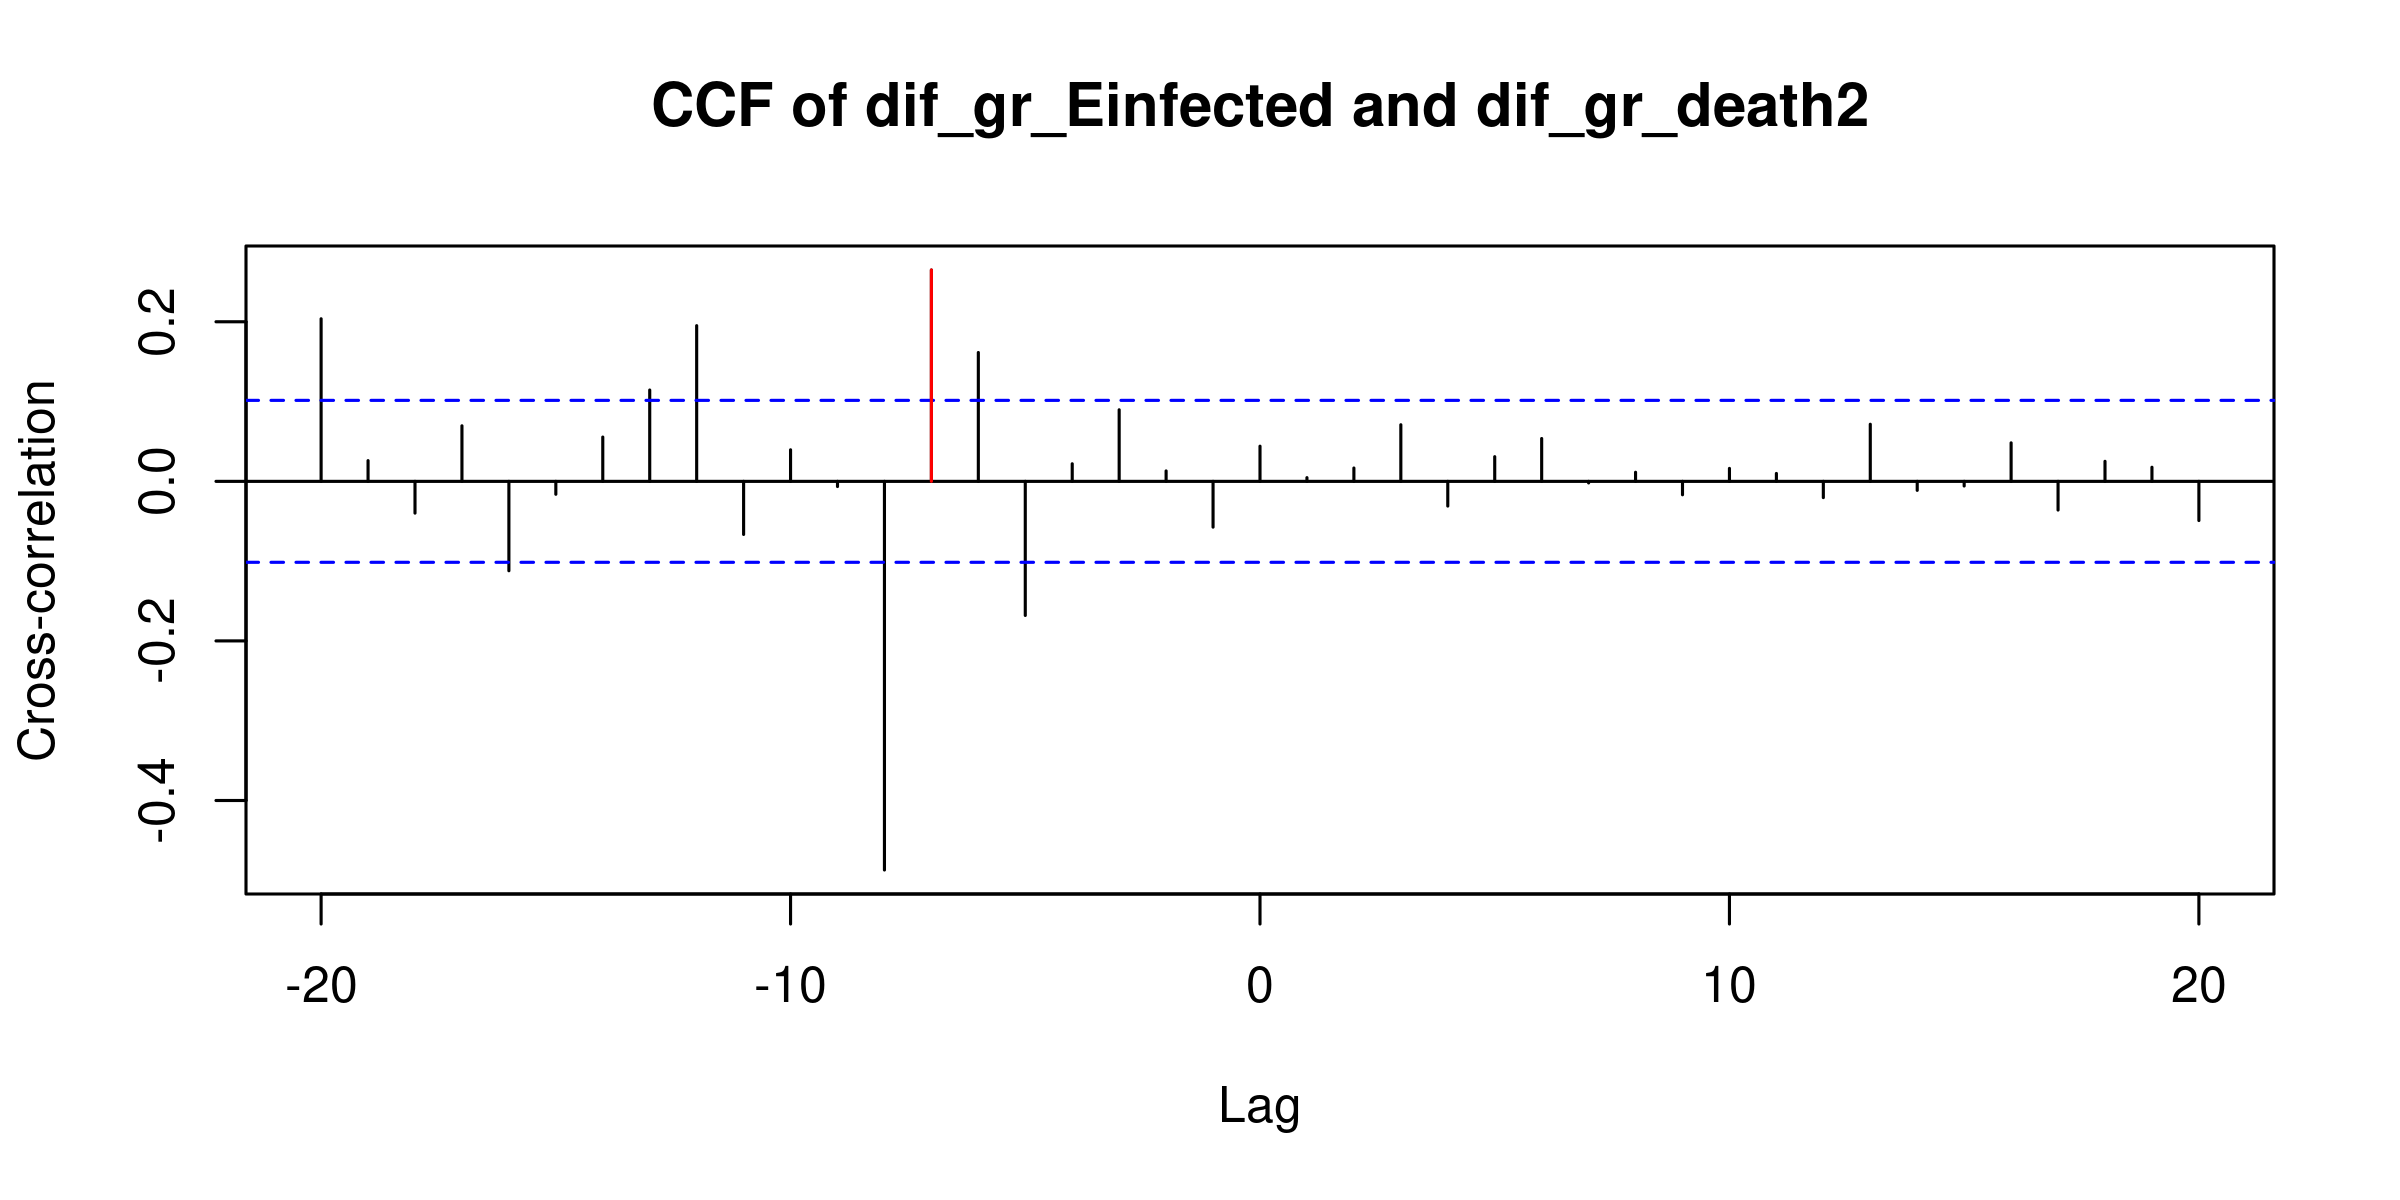 CCF of dif_gr_Einfected and dif_gr_death2
Cross-correlation
0.2
0.0
-0.2
-0.4
-20 -10 0 10 20
Lag